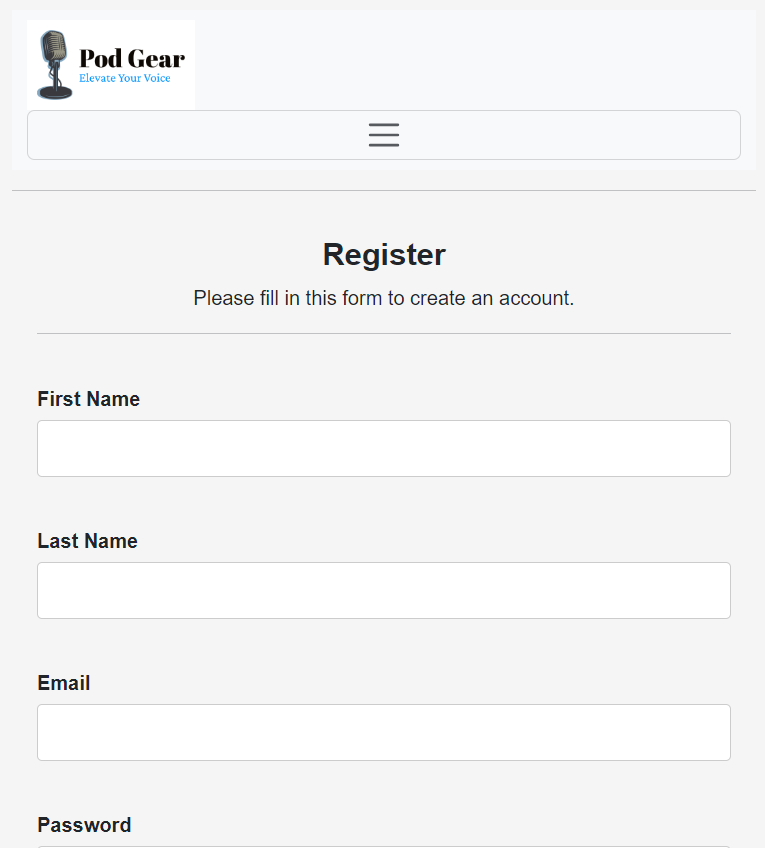 Pod Gear
Elevate Your Voice
Register
Please fill in this form to create an account.
First Name
Last Name
Email
Password